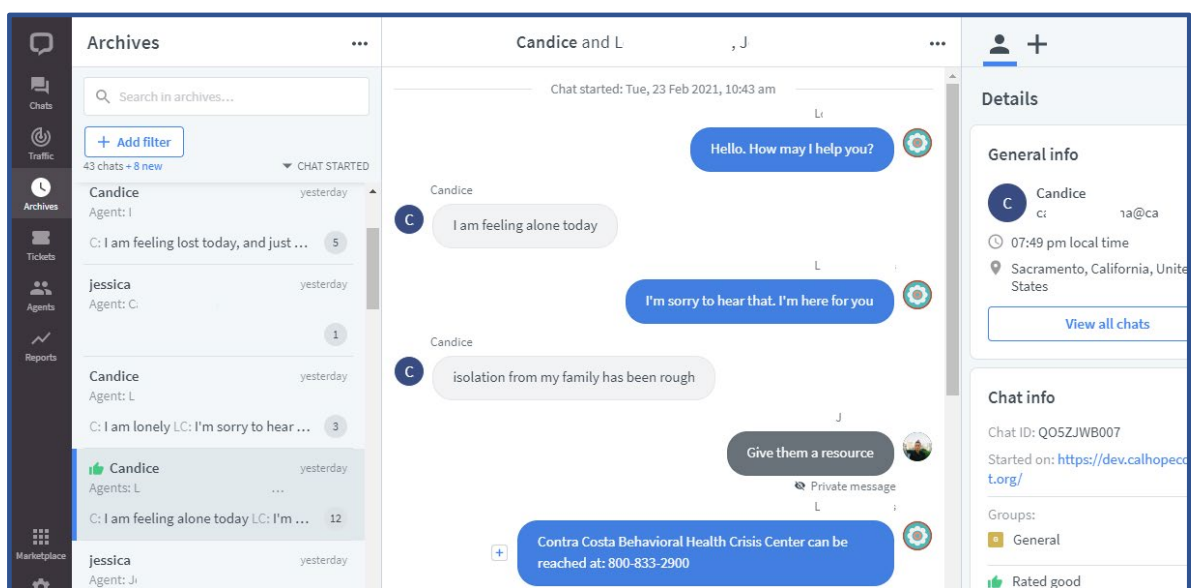 Chats
Traffic
Archives
Tickets
Agents
Reports
Marketplace
Archives
Search in archives...
+ Add filter
43 chats + 8 new
CHAT STARTED
Candice yesterday
Agent: l
C: I am feeling lost today, and just ... 5
jessica yesterday
Agent: C
1
Candice yesterday
Agent: L
C: I am lonely LC: I'm sorry to hear ... 3
Candice yesterday
Agents: L ...
C: I am feeling alone today LC: I'm ... 12
jessica yesterday
Agent: J
Candice and L , J
Chat started: Tue, 23 Feb 2021, 10:43 am
L
Hello. How may I help you?
Candice
C
I am feeling alone today
L
I'm sorry to hear that. I'm here for you
Candice
C
isolation from my family has been rough
J
Give them a resource
Private message
L
Contra Costa Behavioral Health Crisis Center can be
reached at: 800-833-2900
Details
General info
C
Candice
ca na@ca
07:49 pm local time
Sacramento, California, Unite
States
View all chats
Chat info
Chat ID: QO5ZJWB007
Started on: https://dev.calhopecc
t.org/
Groups:
General
Rated good